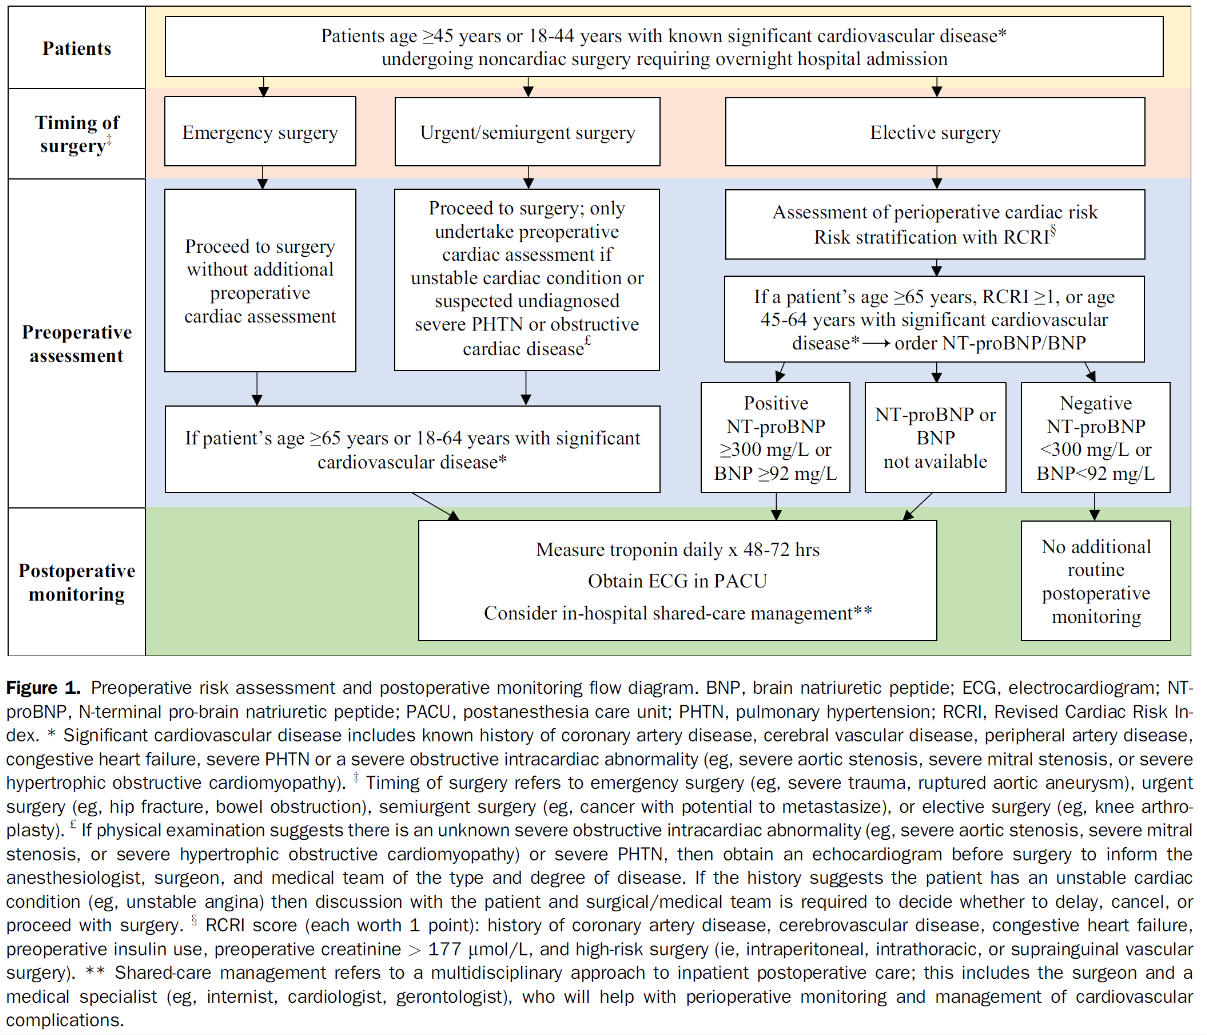 Patients
Patients age ≥45 years or 18-44 years with known significant cardiovascular disease*
undergoing noncardiac surgery requiring overnight hospital admission
Timing of
surgery‡
Emergency surgery
Urgent/semiurgent surgery
Elective surgery
Preoperative
assessment
Proceed to surgery
without additional
preoperative
cardiac assessment
Proceed to surgery; only
undertake preoperative
cardiac assessment if
unstable cardiac condition or
suspected undiagnosed
severe PHTN or obstructive
cardiac disease£
Assessment of perioperative cardiac risk
Risk stratification with RCRI§
If a patient's age ≥65 years, RCRI ≥1, or age
45-64 years with significant cardiovascular
disease*→ order NT-proBNP/BNP
If patient's age ≥65 years or 18-64 years with significant
cardiovascular disease*
Positive
NT-proBNP
≥300 mg/L or
BNP ≥92 mg/L
NT-proBNP or
BNP
not available
Negative
NT-proBNP
<300 mg/L or
BNP<92 mg/L
Postoperative
monitoring
Measure troponin daily x 48-72 hrs
Obtain ECG in PACU
Consider in-hospital shared-care management**
No additional
routine
postoperative
monitoring
Figure 1. Preoperative risk assessment and postoperative monitoring flow diagram. BNP, brain natriuretic peptide; ECG, electrocardiogram; NT-
proBNP, N-terminal pro-brain natriuretic peptide; PACU, postanesthesia care unit; PHTN, pulmonary hypertension; RCRI, Revised Cardiac Risk In-
dex. * Significant cardiovascular disease includes known history of coronary artery disease, cerebral vascular disease, peripheral artery disease,
congestive heart failure, severe PHTN or a severe obstructive intracardiac abnormality (eg, severe aortic stenosis, severe mitral stenosis, or severe
hypertrophic obstructive cardiomyopathy). ‡ Timing of surgery refers to emergency surgery (eg, severe trauma, ruptured aortic aneurysm), urgent
surgery (eg, hip fracture, bowel obstruction), semiurgent surgery (eg, cancer with potential to metastasize), or elective surgery (eg, knee arthro-
plasty). £ If physical examination suggests there is an unknown severe obstructive intracardiac abnormality (eg, severe aortic stenosis, severe mitral
stenosis, or severe hypertrophic obstructive cardiomyopathy) or severe PHTN, then obtain an echocardiogram before surgery to inform the
anesthesiologist, surgeon, and medical team of the type and degree of disease. If the history suggests the patient has an unstable cardiac
condition (eg, unstable angina) then discussion with the patient and surgical/medical team is required to decide whether to delay, cancel, or
proceed with surgery. § RCRI score (each worth 1 point): history of coronary artery disease, cerebrovascular disease, congestive heart failure,
preoperative insulin use, preoperative creatinine > 177 μmol/L, and high-risk surgery (ie, intraperitoneal, intrathoracic, or suprainguinal vascular
surgery). ** Shared-care management refers to a multidisciplinary approach to inpatient postoperative care; this includes the surgeon and a
medical specialist (eg, internist, cardiologist, gerontologist), who will help with perioperative monitoring and management of cardiovascular
complications.